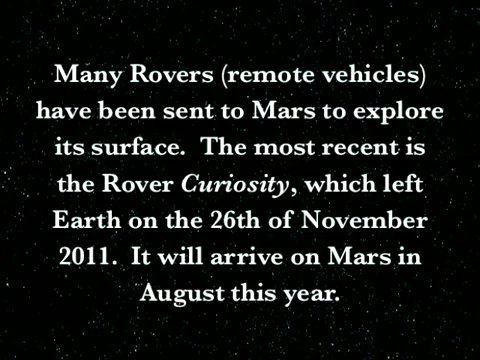 Many Rovers (remote vehicles)
have been sent to Mars to explore
its surface.  The most recent is
the Rover Curiosity, which left
Earth on the 26th of November
2011.  It will arrive on Mars in
August this year.